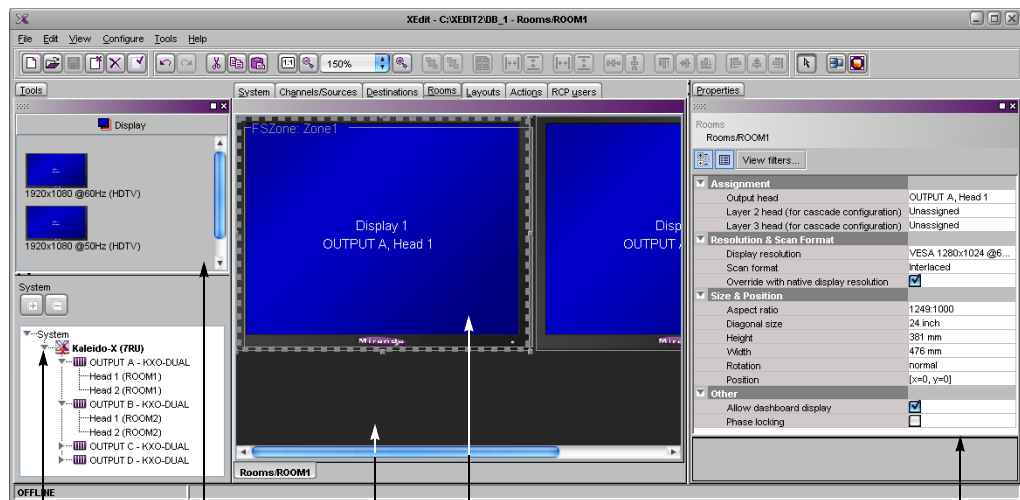 XEdit - C:\XEDIT2\DB_1 - Rooms/ROOM1
File Edit View Configure Tools Help
1:1 150%
Tools
Display
1920x1080 @60Hz (HDTV)
1920x1080 @50Hz (HDTV)
System
System
Kaleido-X (7RU)
OUTPUT A - KXO-DUAL
Head 1 (ROOM1)
Head 2 (ROOM1)
OUTPUT B - KXO-DUAL
Head 1 (ROOM2)
Head 2 (ROOM2)
OUTPUT C - KXO-DUAL
OUTPUT D - KXO-DUAL
System Channels/Sources Destinations Rooms Layouts Actions RCP users
FSZone: Zone1
Display 1
OUTPUT A, Head 1
Miranda
Disp
OUTPUT
Mir
Rooms/ROOM1
Properties
Rooms
Rooms/ROOM1
View filters...
Assignment
Output head OUTPUT A, Head 1
Layer 2 head (for cascade configuration) Unassigned
Layer 3 head (for cascade configuration) Unassigned
Resolution & Scan Format
Display resolution VESA 1280x1024 @6...
Scan format Interlaced
Override with native display resolution
Size & Position
Aspect ratio 1249:1000
Diagonal size 24 inch
Height 381 mm
Width 476 mm
Rotation normal
Position [x=0, y=0]
Other
Allow dashboard display
Phase locking
OFFLINE